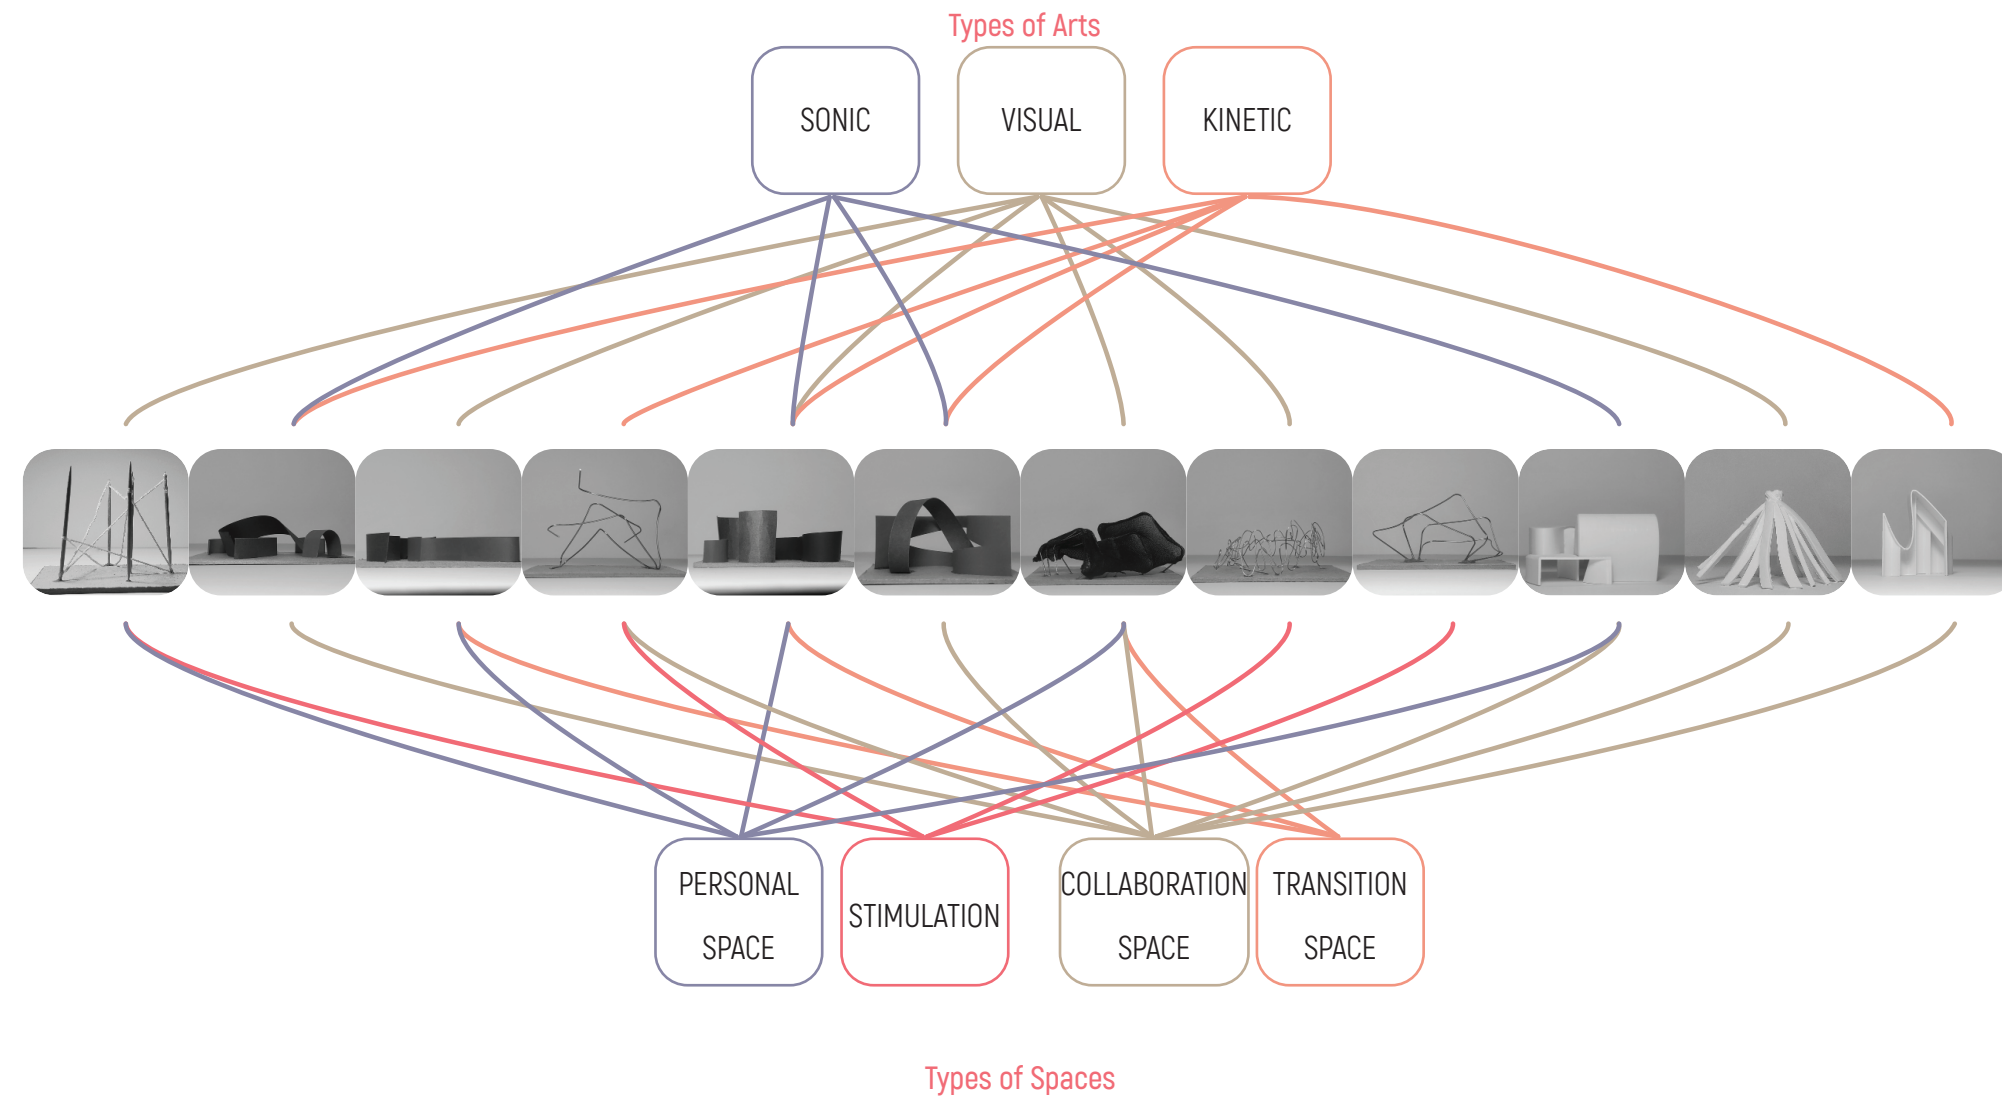 Types of Arts
SONIC
VISUAL
KINETIC
PERSONAL
SPACE
STIMULATION
COLLABORATION
SPACE
TRANSITION
SPACE
Types of Spaces